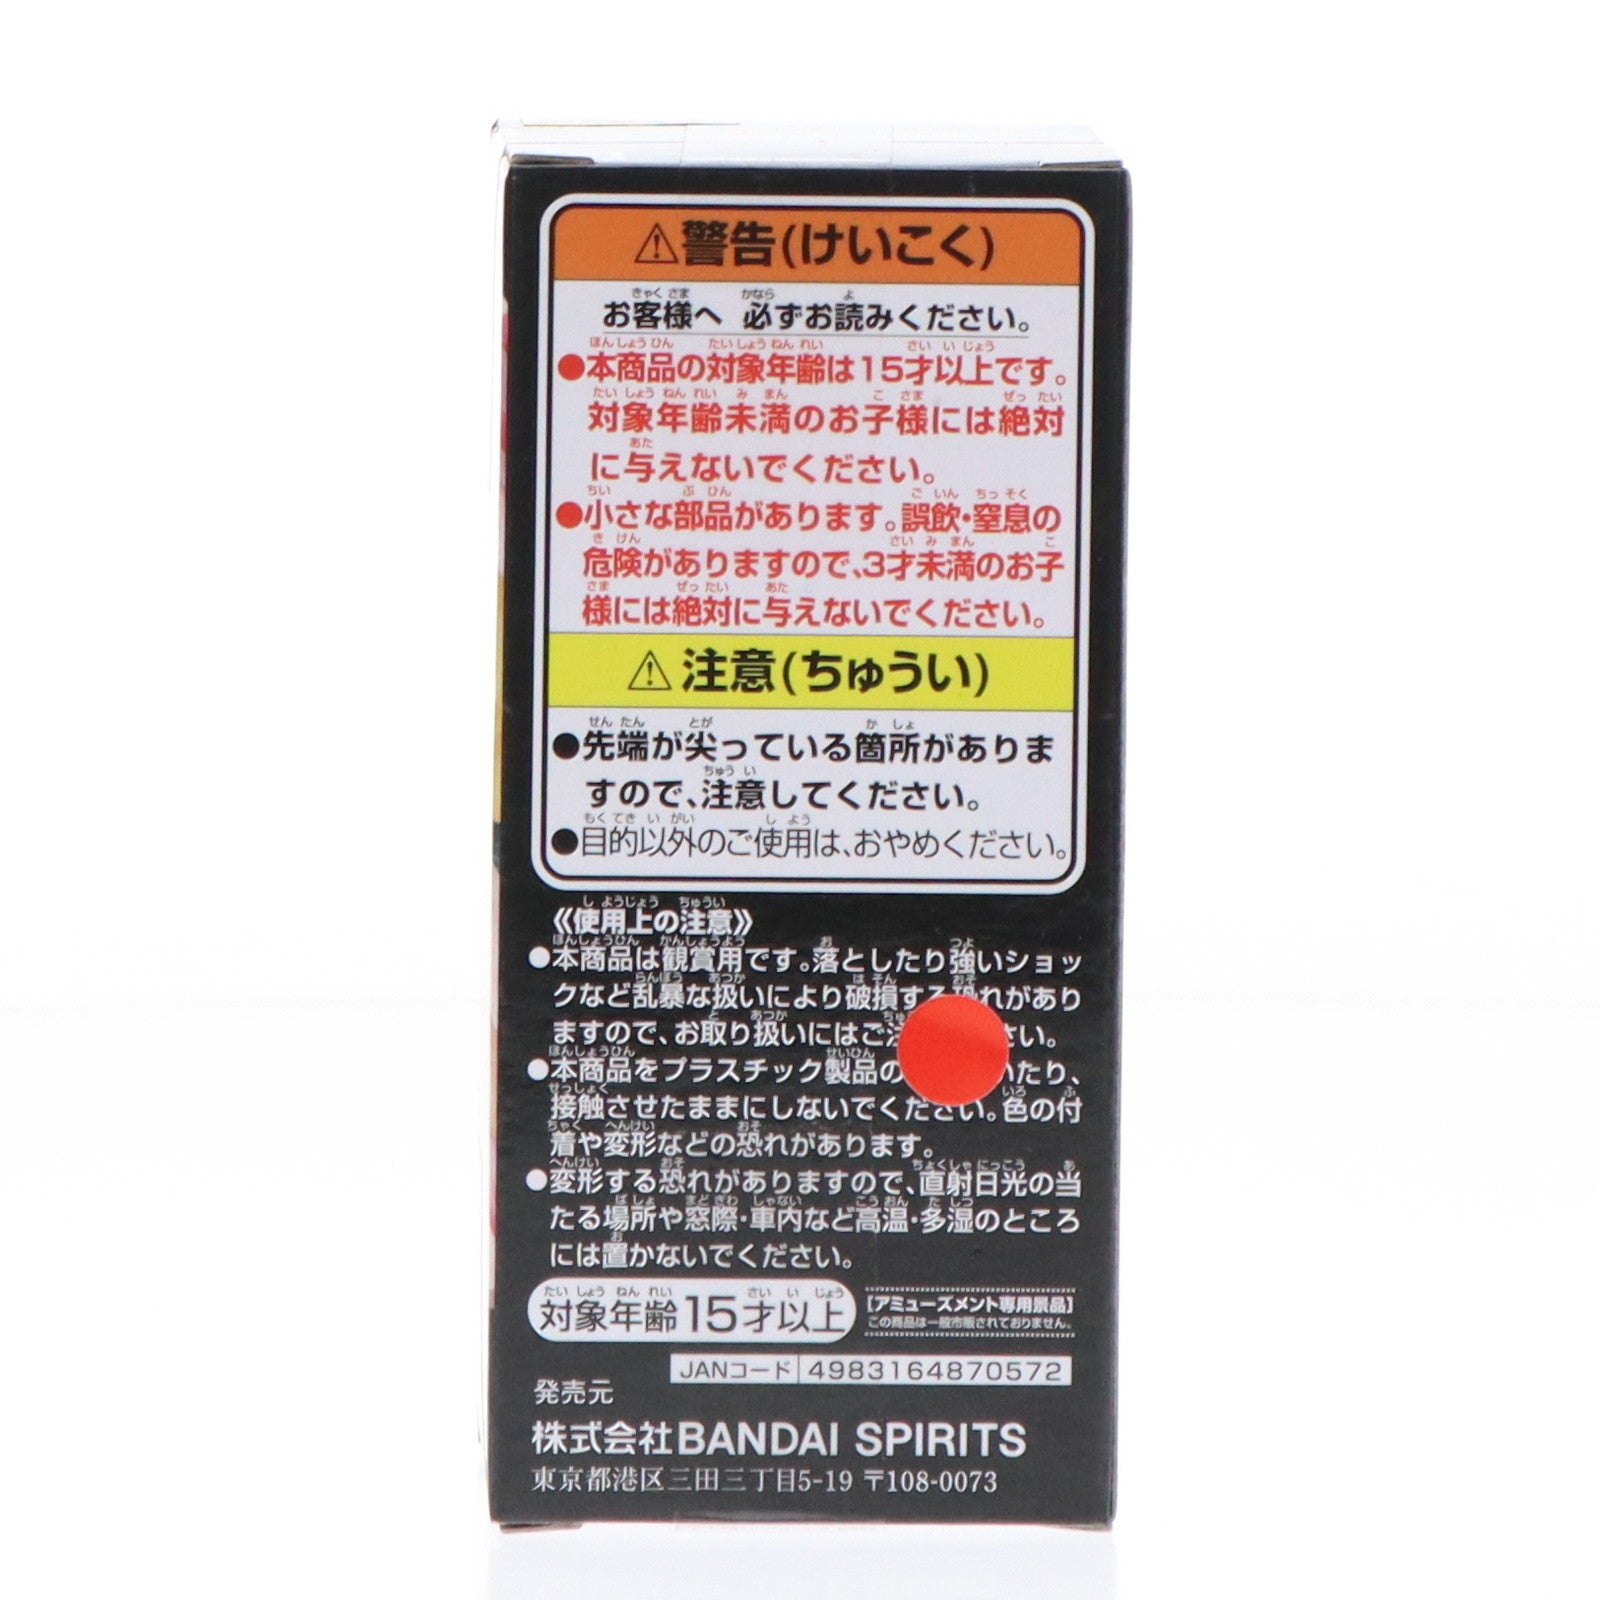 ⚠警告(けいこく)
お客様へ 必ずお読みください。
●本商品の対象年齢は15才以上です。
対象年齢未満のお子様には絶対
に与えないでください。
●小さな部品があります。誤飲・窒息の
危険がありますので、3才未満のお子
様には絶対に与えないでください。
⚠注意(ちゅうい)
●先端が尖っている箇所がありま
すので、注意してください。
●目的以外のご使用は、おやめください。
《使用上の注意》
●本商品は観賞用です。落としたり強いショッ
クなど乱暴な扱いにより破損する恐れがあり
ますので、お取り扱いにはご さい。
●本商品をプラスチック製品の いたり、
接触させたままにしないでください。色の付
着や変形などの恐れがあります。
●変形する恐れがありますので、直射日光の当
たる場所や窓際・車内など高温・多湿のところ
には置かないでください。
対象年齢15才以上
【アミューズメント専用景品】
この商品は一般市販されておりません。
JANコード 4983164870572
発売元
株式会社BANDAI SPIRITS
東京都港区三田三丁目5-19 〒108-0073